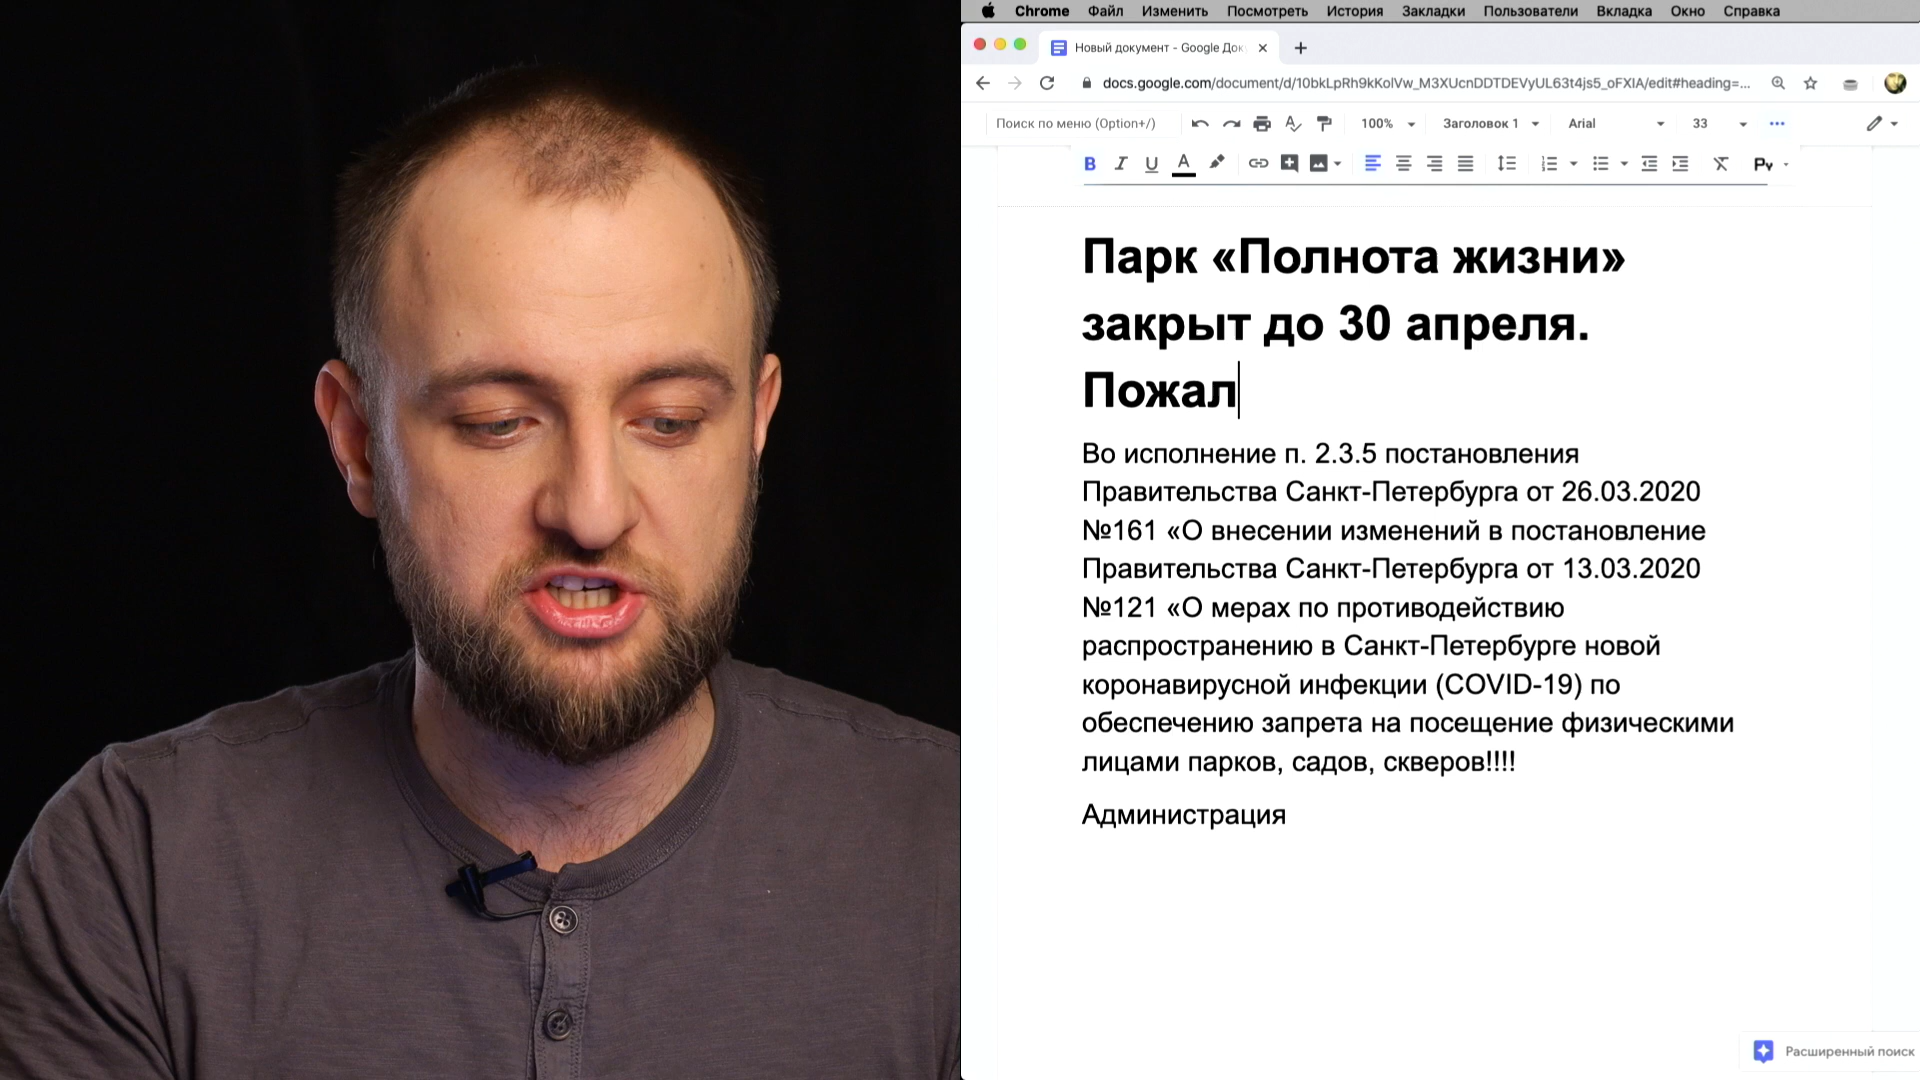 Chrome Файл Изменить Посмотреть История Закладки Пользователи Вкладка Окно Справка
Новый документ - Google Док
docs.google.com/document/d/10bkLpRh9kKolVw_M3XUcnDDTDEVyUL63t4js5_oFXIA/edit#heading=...
Поиск по меню (Option+/) 100% Заголовок 1 Arial 33
B I U A
Парк «Полнота жизни»
закрыт до 30 апреля.
Пожал
Во исполнение п. 2.3.5 постановления
Правительства Санкт-Петербурга от 26.03.2020
№161 «О внесении изменений в постановление
Правительства Санкт-Петербурга от 13.03.2020
№121 «О мерах по противодействию
распространению в Санкт-Петербурге новой
коронавирусной инфекции (COVID-19) по
обеспечению запрета на посещение физическими
лицами парков, садов, скверов!!!!
Администрация
Расширенный поиск